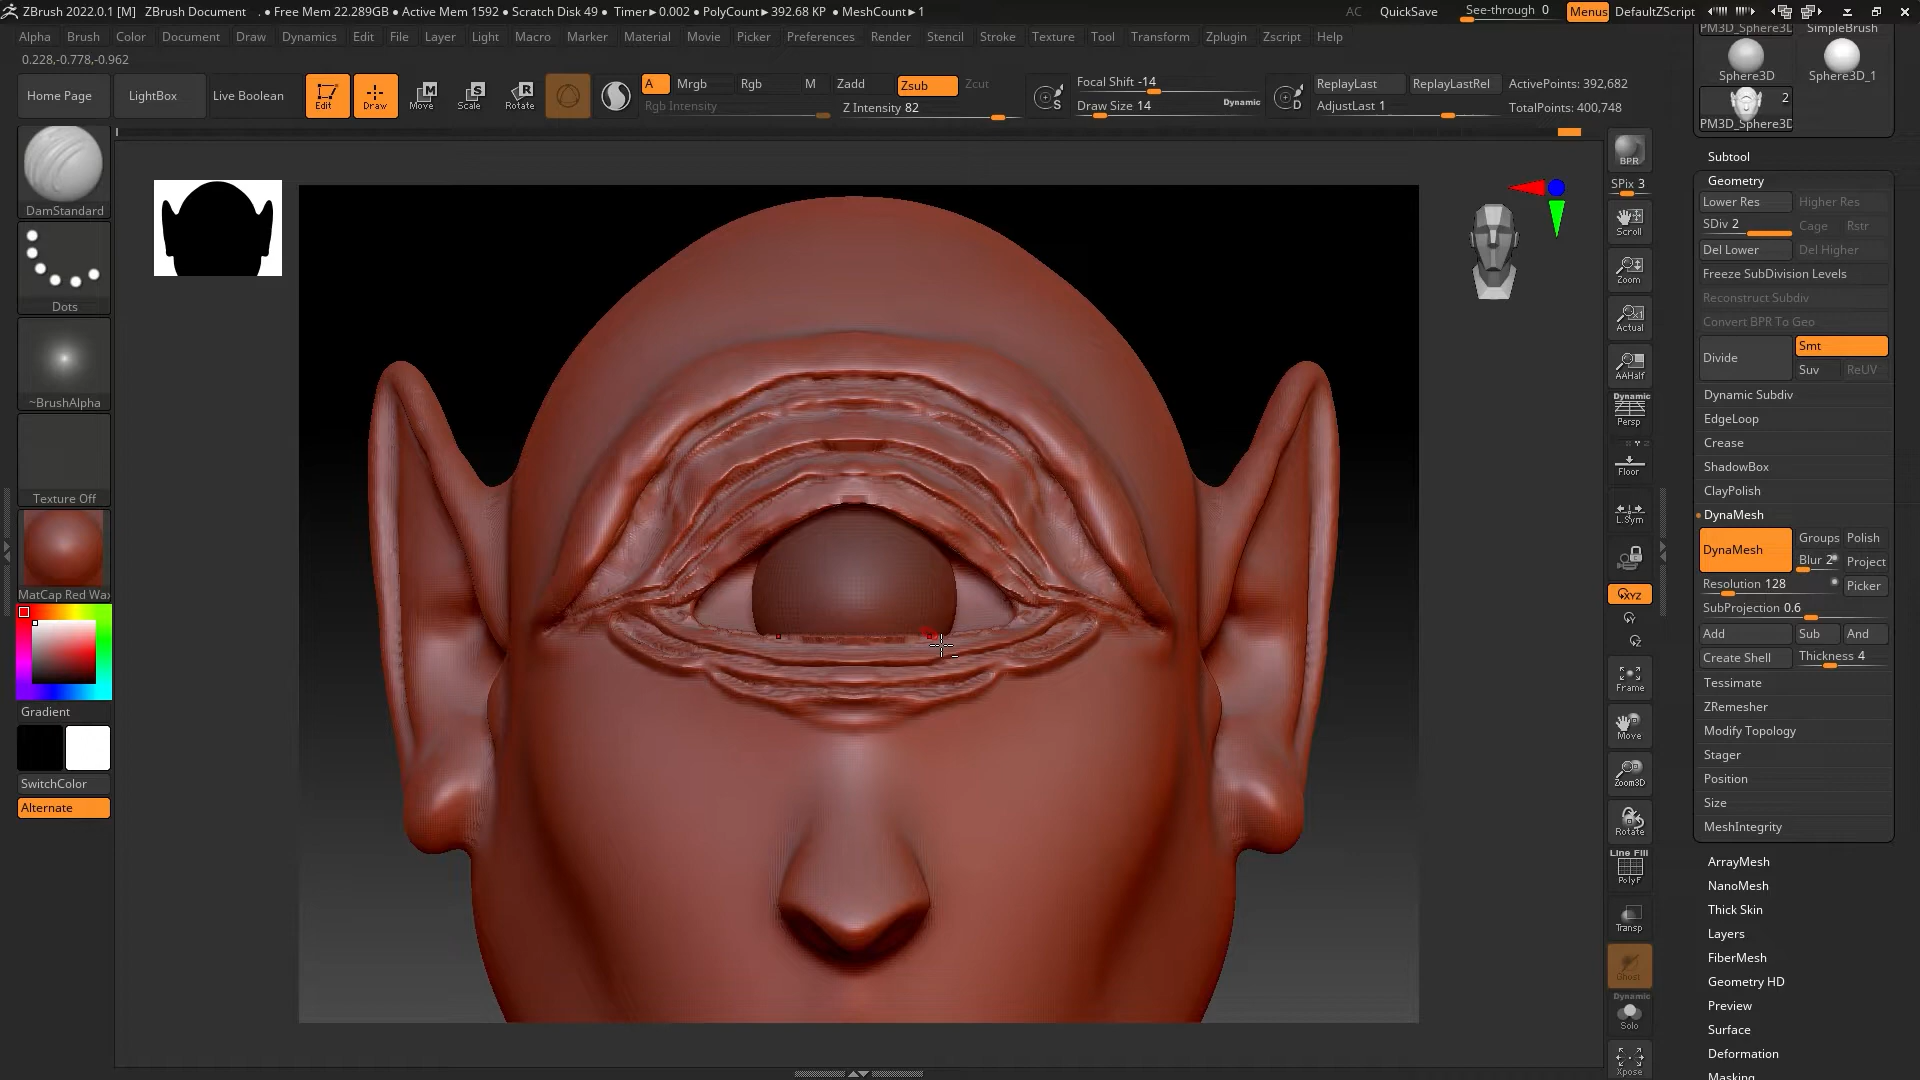 ZBrush 2022.0.1 [M] ZBrush Document . ● Free Mem 22.289GB ● Active Mem 1592 ● Scratch Disk 49 ● Timer►0.002 ● PolyCount►392.68 KP ● MeshCount►1 AC QuickSave See-through 0 Menus DefaultZScript
Alpha Brush Color Document Draw Dynamics Edit File Layer Light Macro Marker Material Movie Picker Preferences Render Stencil Stroke Texture Tool Transform Zplugin Zscript Help
0.228,-0.778,-0.962
Home Page LightBox Live Boolean Edit Draw Move Scale Rotate
A Mrgb Rgb M Zadd Zsub Zcut
Rgb Intensity Z Intensity 82
S Focal Shift -14
Draw Size 14 Dynamic
D ReplayLast ReplayLastRel ActivePoints: 392,682
AdjustLast 1 TotalPoints: 400,748
DamStandard
Dots
~BrushAlpha
Texture Off
MatCap Red Wax
Gradient
SwitchColor
Alternate
BPR
SPix 3
Scroll
Zoom
Actual
AAHalf
Dynamic
Persp
Floor
L.Sym
XYZ
Frame
Move
Zoom3D
Rotate
Line Fill
PolyF
Transp
Ghost
Dynamic
Solo
Xpose
PM3D_Sphere3D SimpleBrush
Sphere3D Sphere3D_1
2
PM3D_Sphere3D
Subtool
Geometry
Lower Res Higher Res
SDiv 2 Cage Rstr
Del Lower Del Higher
Freeze SubDivision Levels
Reconstruct Subdiv
Convert BPR To Geo
Divide Smt
Suv ReUV
Dynamic Subdiv
EdgeLoop
Crease
ShadowBox
ClayPolish
DynaMesh
DynaMesh Groups Polish
Blur 2 Project
Resolution 128 Picker
SubProjection 0.6
Add Sub And
Create Shell Thickness 4
Tessimate
ZRemesher
Modify Topology
Stager
Position
Size
MeshIntegrity
ArrayMesh
NanoMesh
Thick Skin
Layers
FiberMesh
Geometry HD
Preview
Surface
Deformation
Masking